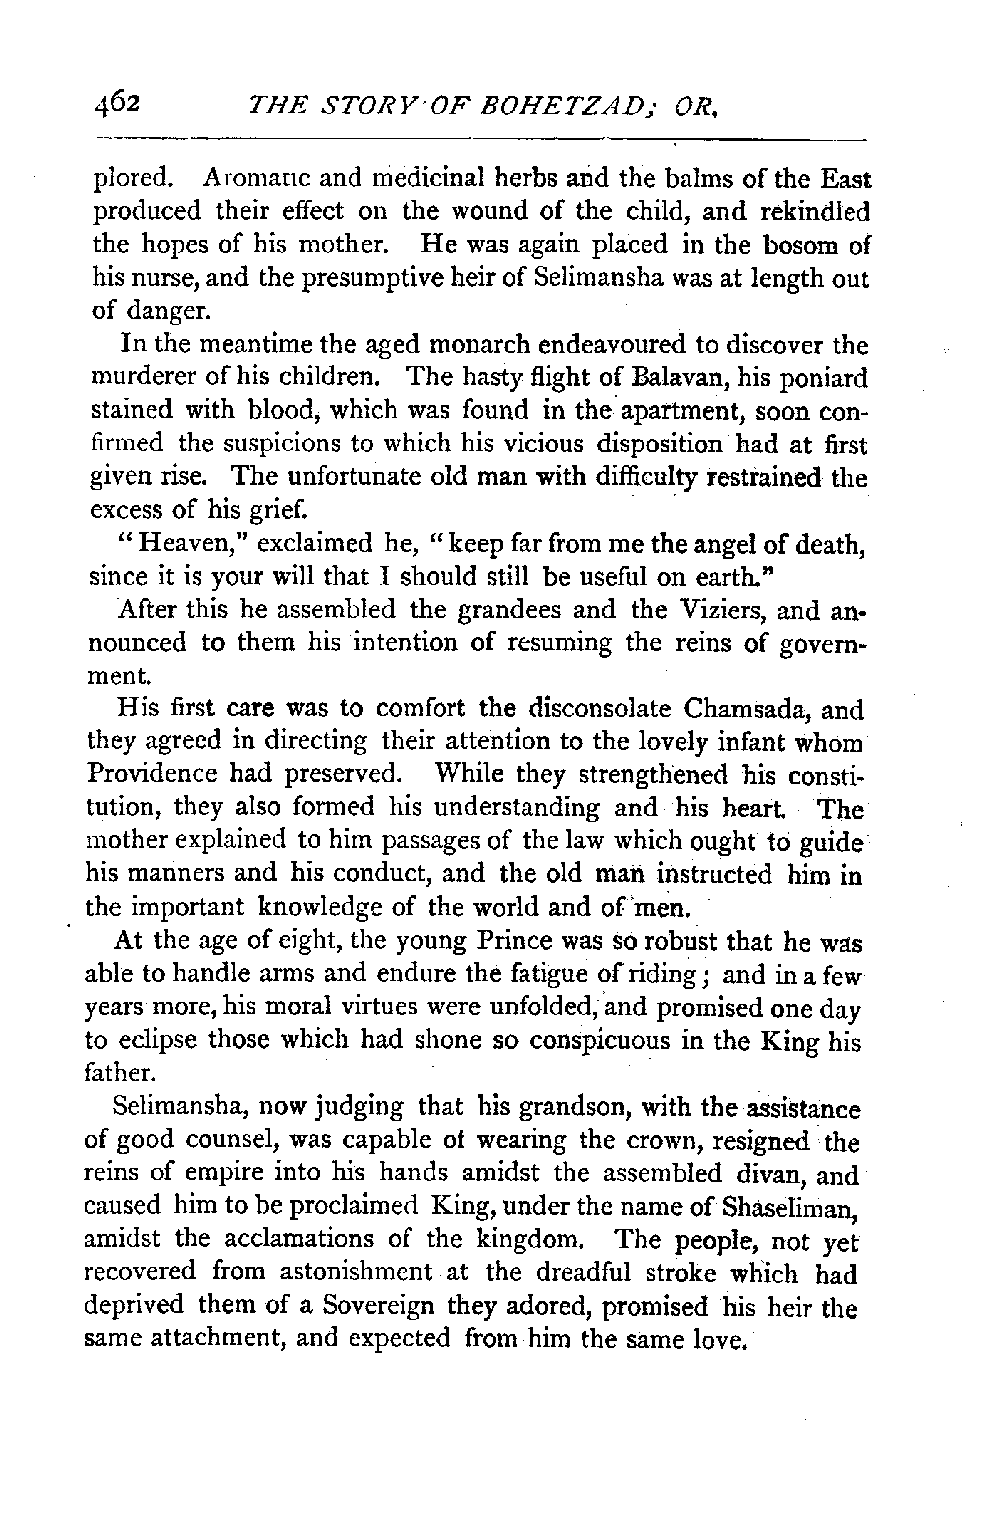 462 THE STORY OF BOHETZAD; OR,
plored. Aromatic and medicinal herbs and the balms of the East
produced their effect on the wound of the child, and rekindled
the hopes of his mother. He was again placed in the bosom of
his nurse, and the presumptive heir of Selimansha was at length out
of danger.
In the meantime the aged monarch endeavoured to discover the
murderer of his children. The hasty flight of Balavan, his poniard
stained with blood, which was found in the apartment, soon con-
firmed the suspicions to which his vicious disposition had at first
given rise. The unfortunate old man with difficulty restrained the
excess of his grief.
“Heaven,” exclaimed he, “keep far from me the angel of death,
since it is your will that I should still be useful on earth.”
After this he assembled the grandees and the Viziers, and an-
nounced to them his intention of resuming the reins of govern-
ment.
His first care was to comfort the disconsolate Chamsada, and
they agreed in directing their attention to the lovely infant whom
Providence had preserved. While they strengthened his consti-
tution, they also formed his understanding and his heart. The
mother explained to him passages of the law which ought to guide
his manners and his conduct, and the old man instructed him in
the important knowledge of the world and of men.
At the age of eight, the young Prince was so robust that he was
able to handle arms and endure the fatigue of riding; and in a few
years more, his moral virtues were unfolded, and promised one day
to eclipse those which had shone so conspicuous in the King his
father.
Selimansha, now judging that his grandson, with the assistance
of good counsel, was capable of wearing the crown, resigned the
reins of empire into his hands amidst the assembled divan, and
caused him to be proclaimed King, under the name of Shaseliman,
amidst the acclamations of the kingdom. The people, not yet
recovered from astonishment at the dreadful stroke which had
deprived them of a Sovereign they adored, promised his heir the
same attachment, and expected from him the same love.